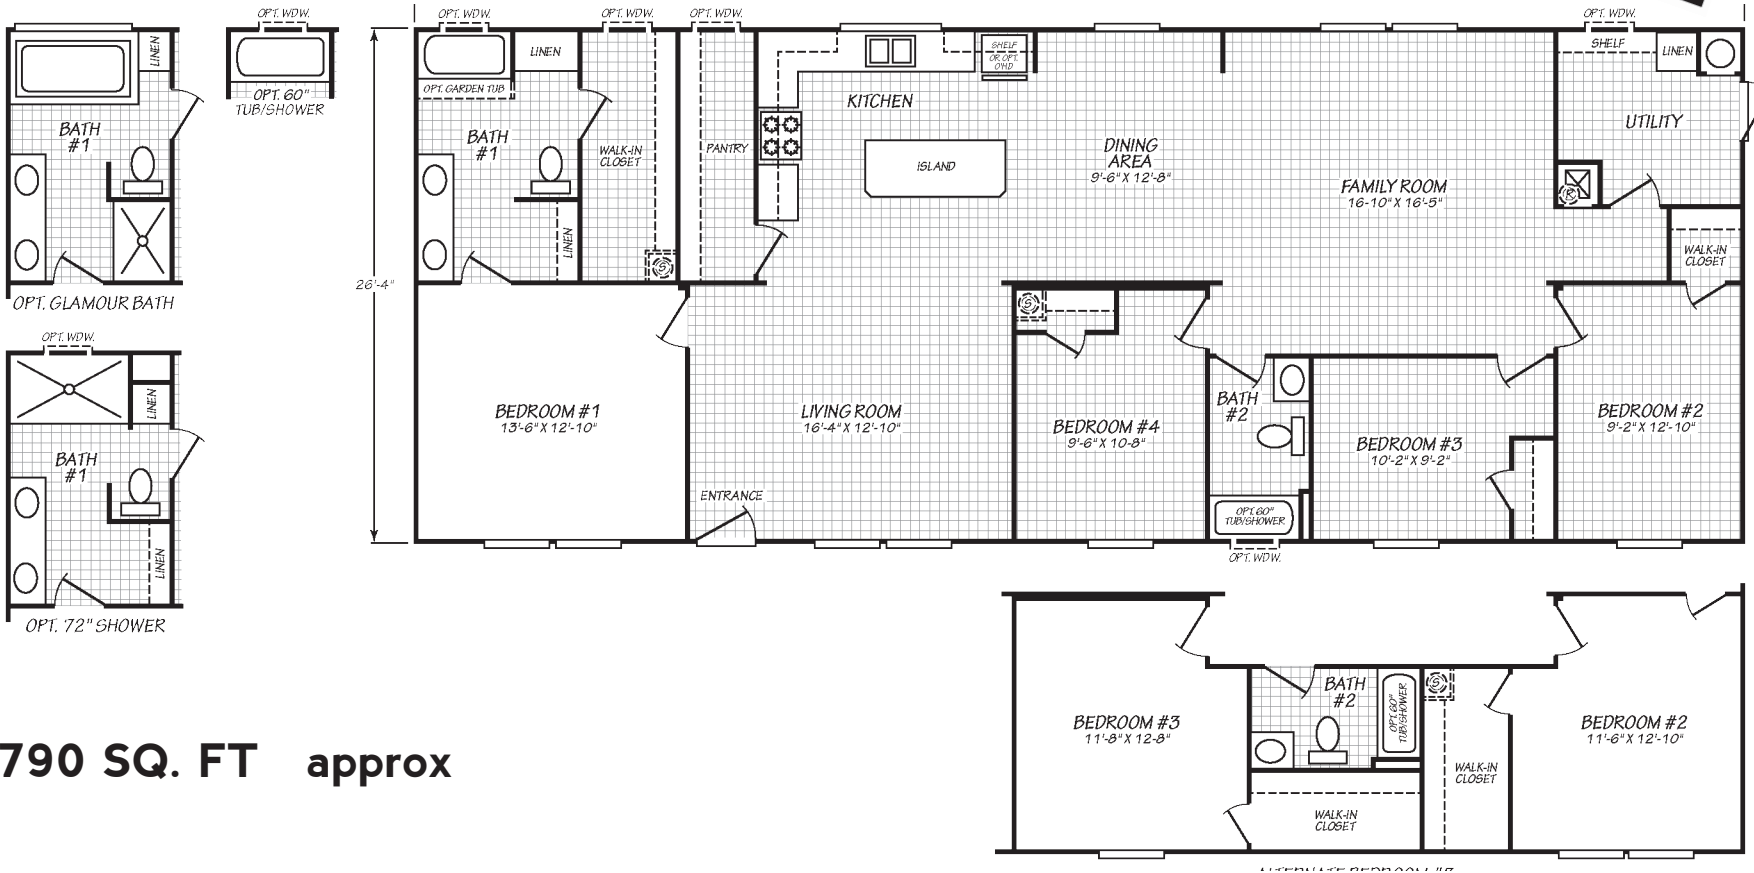 OPT. WDW.
LINEN
OPT. 60"
TUB/SHOWER
BATH
#1
OPT. GLAMOUR BATH
OPT. WDW.
LINEN
BATH
#1
LINEN
OPT. 72" SHOWER
790 SQ. FT approx
26'-4"
OPT. WDW.
OPT. WDW.
OPT. WDW.
OPT. WDW.
LINEN
OPT. GARDEN TUB
BATH
#1
WALK-IN
CLOSET
LINEN
S
PANTRY
KITCHEN
SHELF
OR OPT.
O'HD
ISLAND
DINING
AREA
9'-6" X 12'-8"
FAMILY ROOM
16-10" X 16'-5"
SHELF
LINEN
UTILITY
R
WALK-IN
CLOSET
BEDROOM #1
13'-6" X 12'-10"
LIVING ROOM
16'-4" X 12'-10"
ENTRANCE
S
BEDROOM #4
9'-6" X 10-8"
BATH
#2
OPT. 60"
TUB/SHOWER
OPT. WDW.
BEDROOM #3
10'-2" X 9'-2"
BEDROOM #2
9'-2" X 12'-10"
BEDROOM #3
11'-8" X 12-8"
BATH
#2
OPT. 60"
TUB/SHOWER
S
WALK-IN
CLOSET
WALK-IN
CLOSET
BEDROOM #2
11'-6" X 12'-10"
ALTERNATE BEDROOM #3